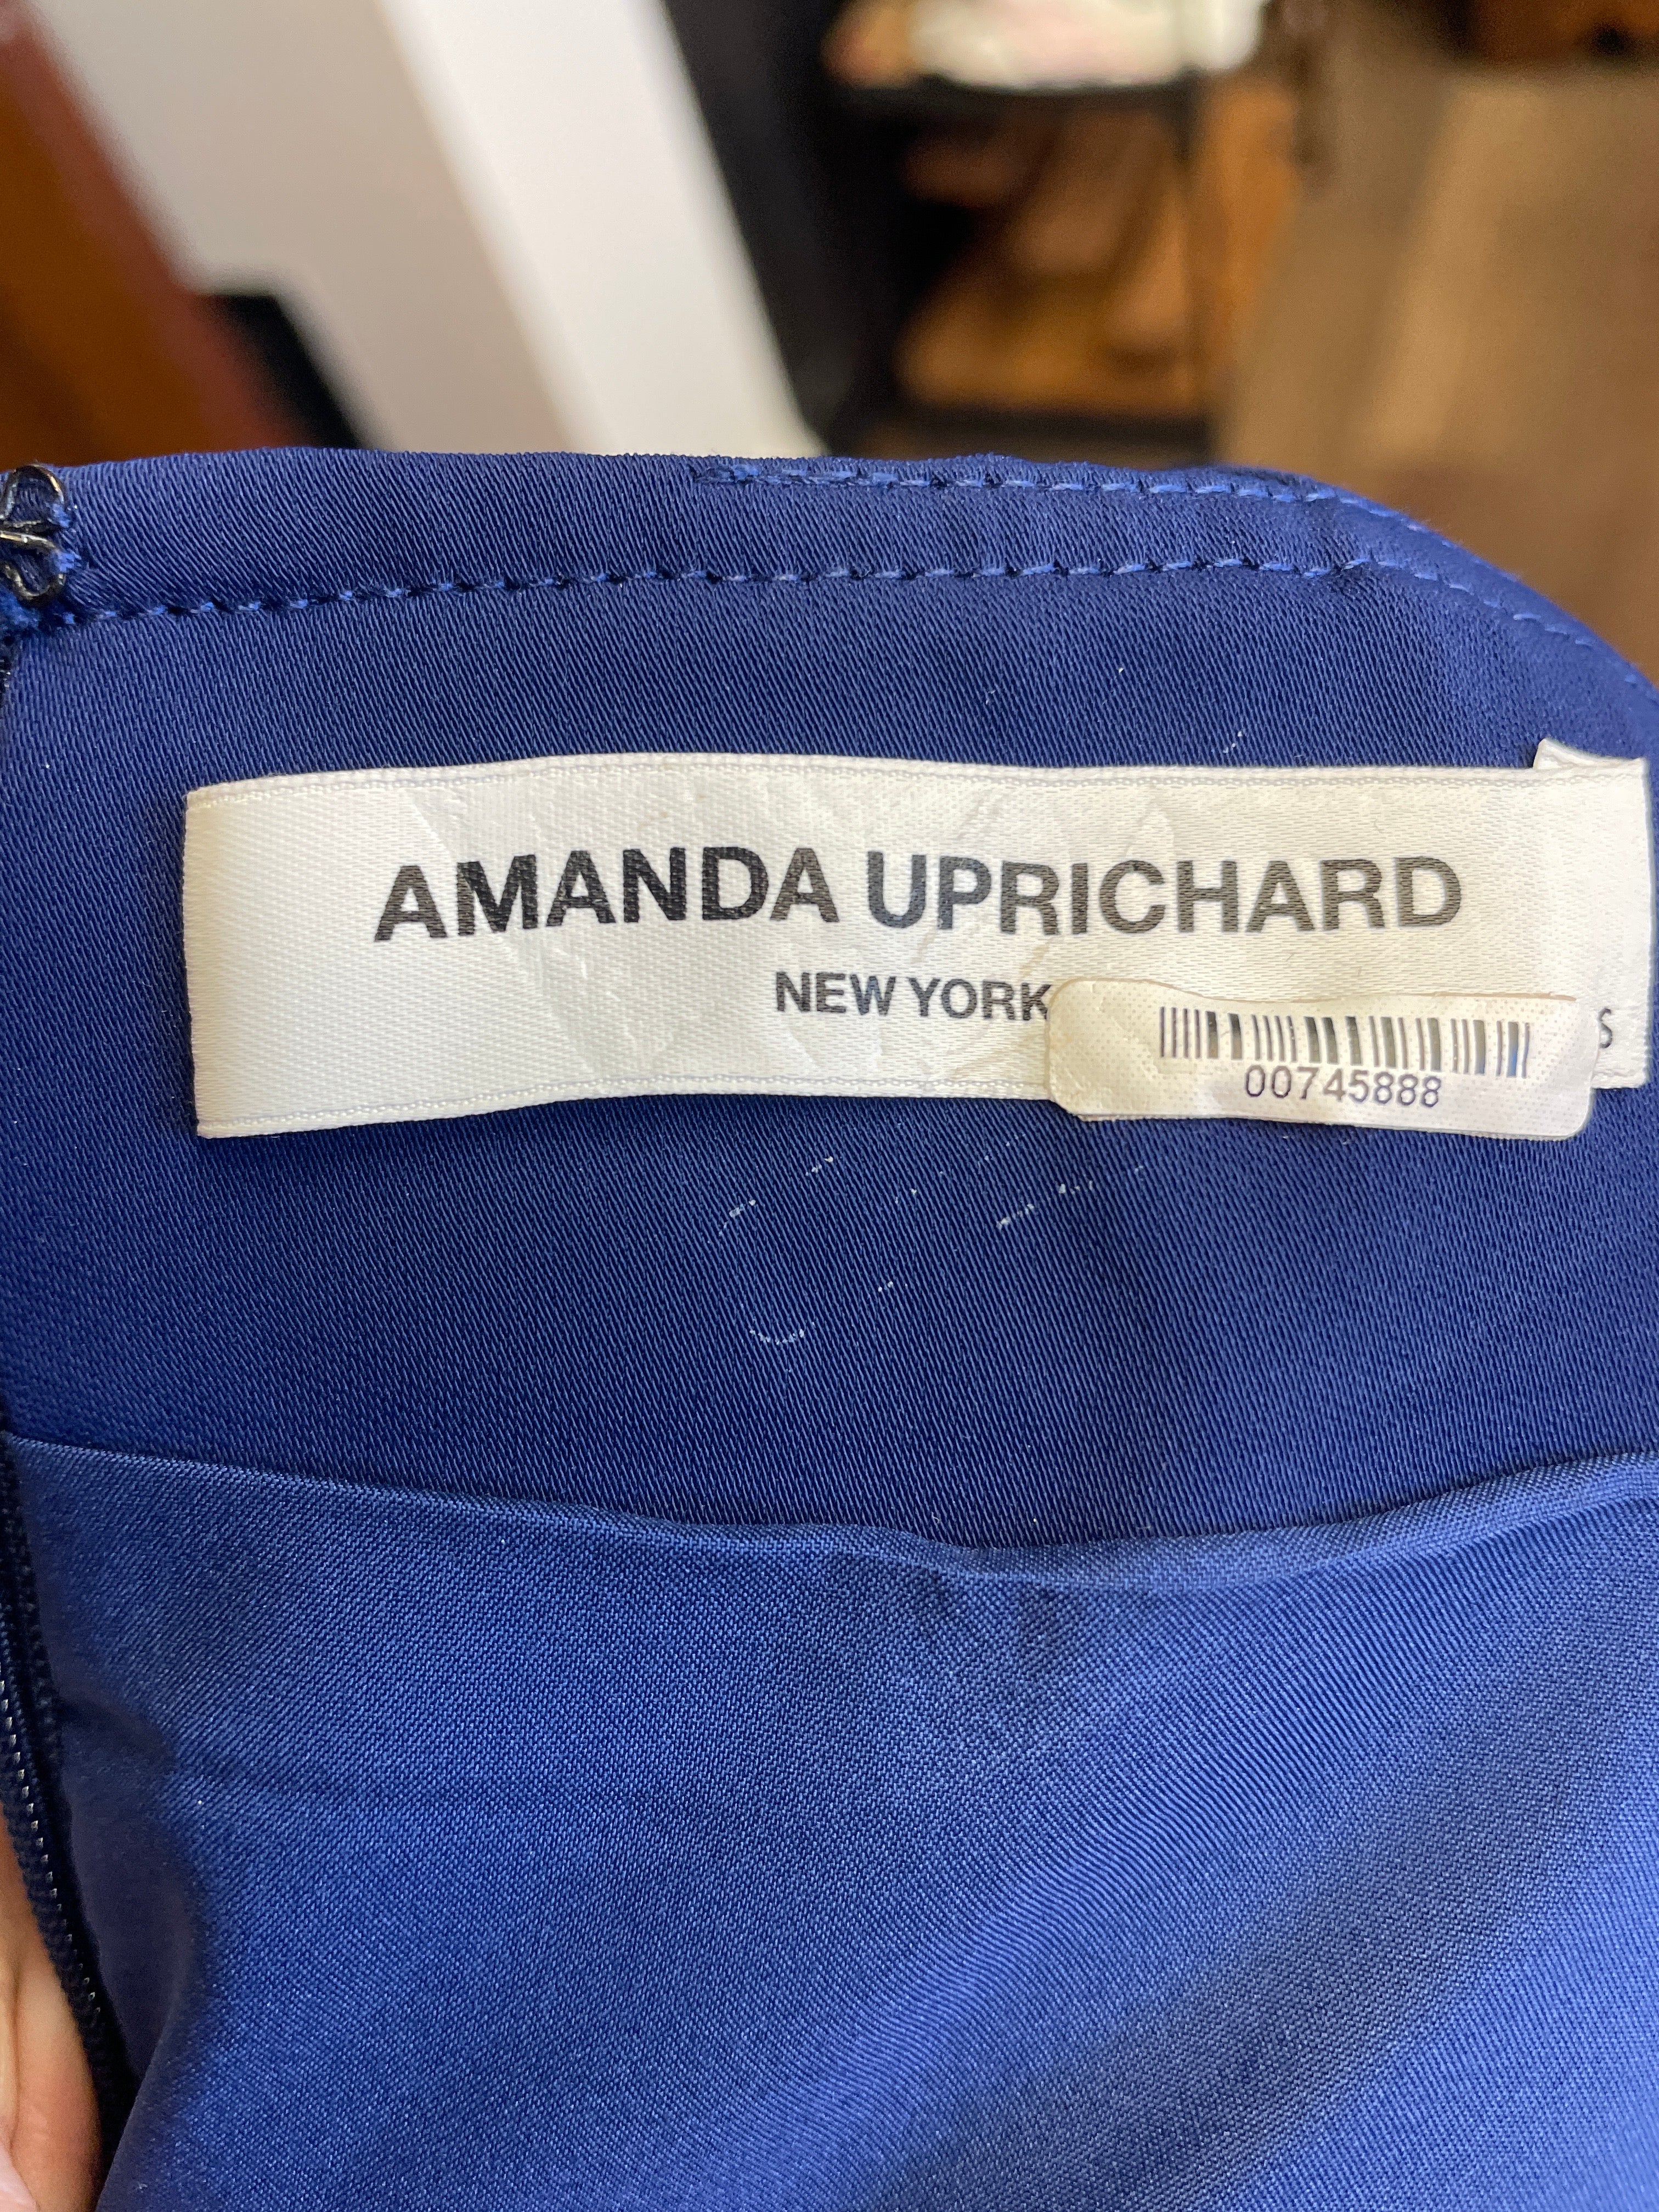 AMANDA UPRICHARD
NEW YORK
S
00745888